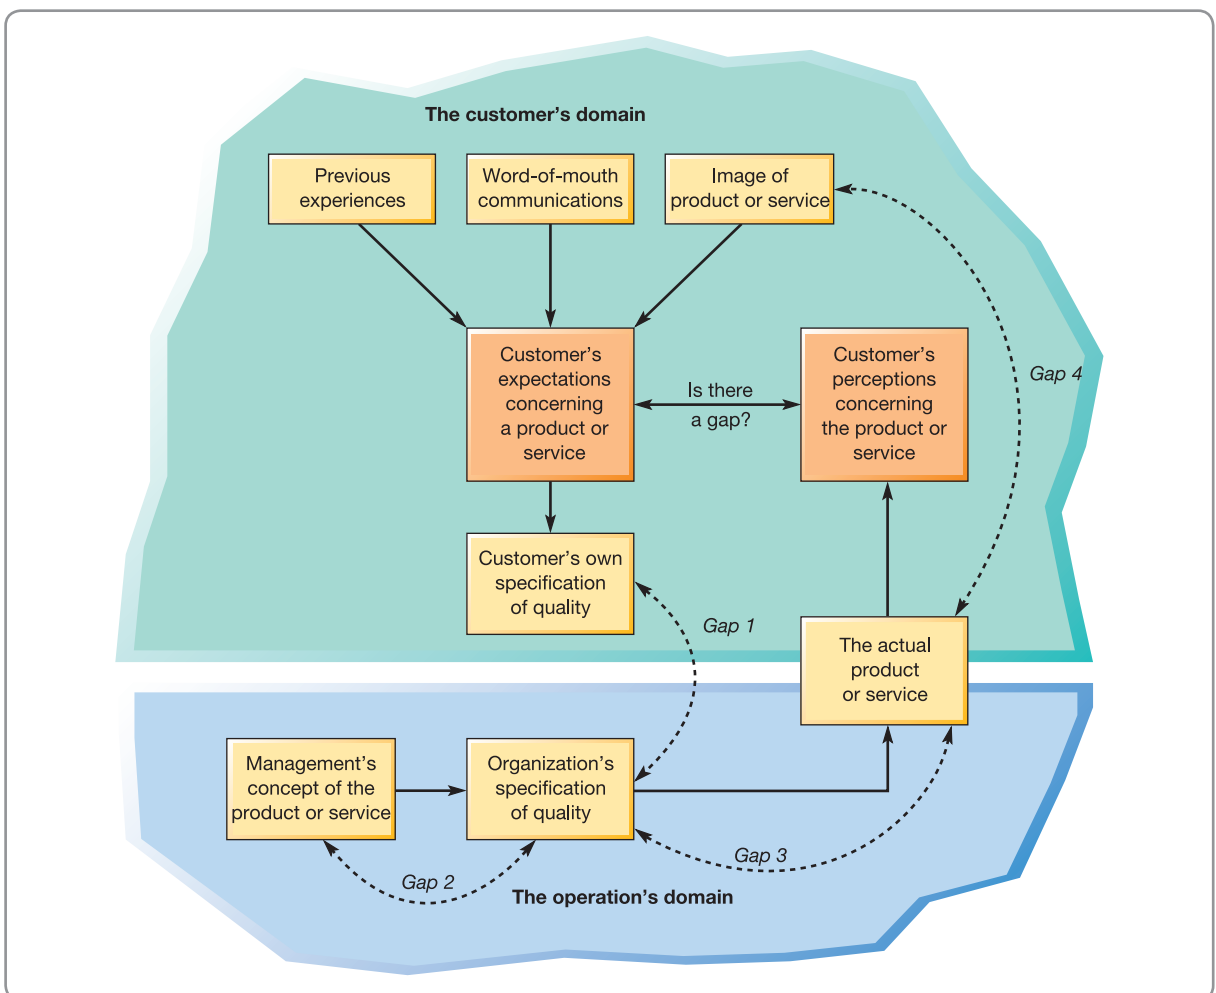 The customer's domain
Previous
experiences
Word-of-mouth
communications
Image of
product or service
Customer's
expectations
concerning
a product or
service
Is there
a gap?
Customer's
perceptions
concerning
the product or
service
Gap 4
Customer's own
specification
of quality
Gap 1
The actual
product
or service
Management's
concept of the
product or service
Organization's
specification
of quality
Gap 3
Gap 2
The operation's domain